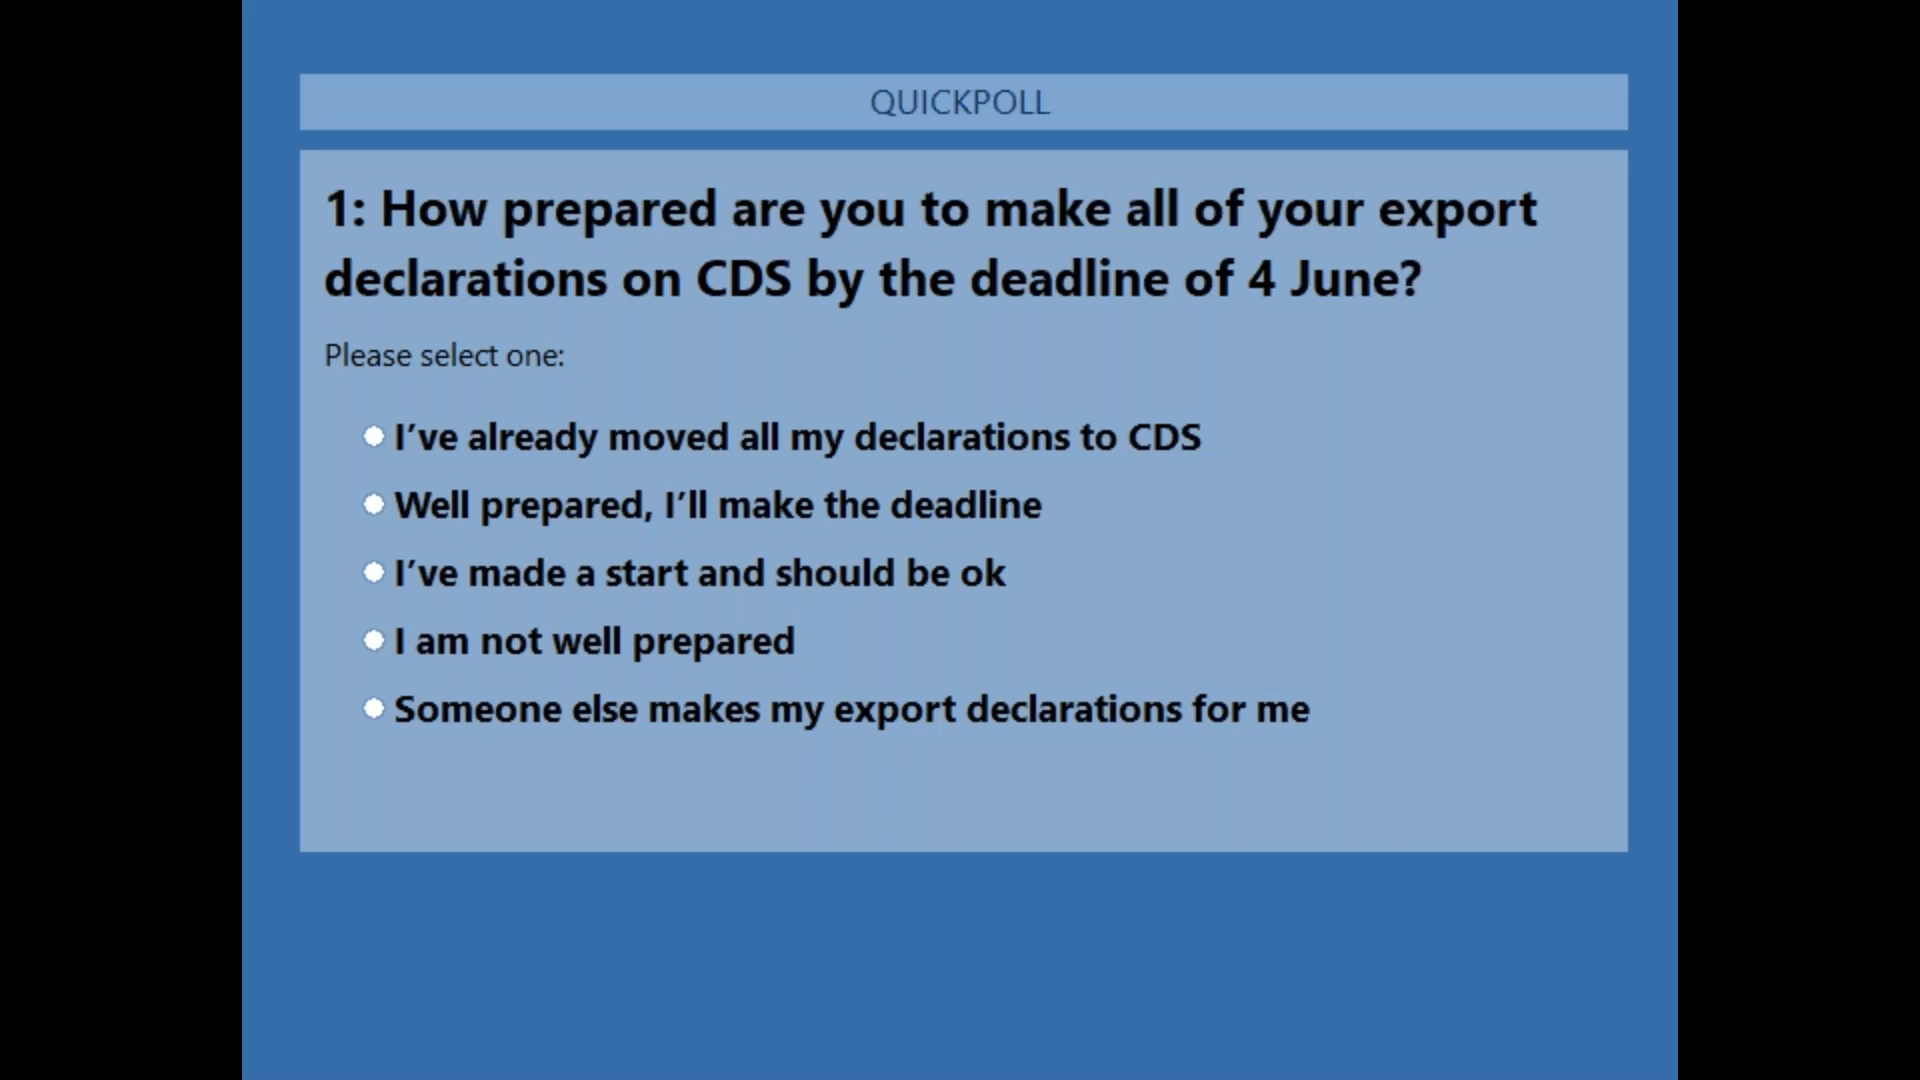 QUICKPOLL
1: How prepared are you to make all of your export
declarations on CDS by the deadline of 4 June?
Please select one:
I’ve already moved all my declarations to CDS
Well prepared, I’ll make the deadline
I’ve made a start and should be ok
I am not well prepared
Someone else makes my export declarations for me